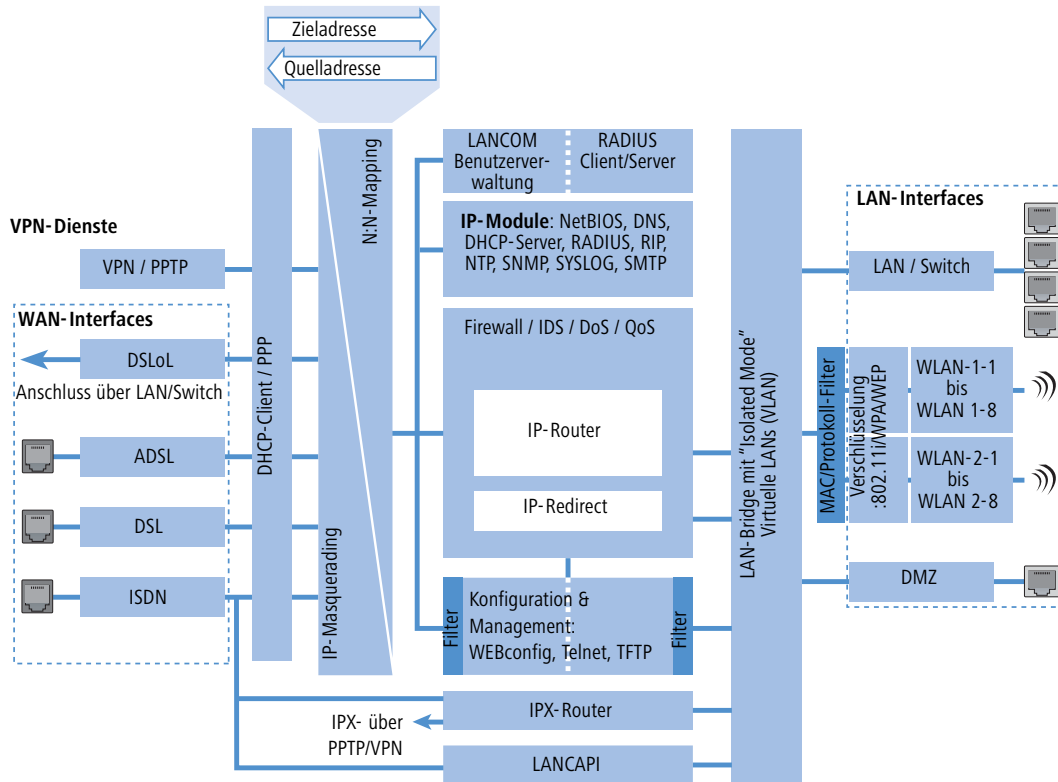 Zieladresse
Quelladresse
VPN-Dienste
VPN / PPTP
WAN-Interfaces
DSLoL
Anschluss über LAN/Switch
ADSL
DSL
ISDN
DHCP-Client / PPP
IP-Masquerading
N:N-Mapping
LANCOM
Benutzerver-
waltung
RADIUS
Client/Server
IP-Module: NetBIOS, DNS,
DHCP-Server, RADIUS, RIP,
NTP, SNMP, SYSLOG, SMTP
Firewall / IDS / DoS / QoS
IP-Router
IP-Redirect
Filter
Konfiguration &
Management:
WEBconfig, Telnet, TFTP
Filter
IPX-Router
IPX- über
PPTP/VPN
LANCAPI
LAN-Bridge mit "Isolated Mode"
Virtuelle LANs (VLAN)
LAN-Interfaces
LAN / Switch
MAC/Protokoll-Filter
Verschlüsselung
:802.11i/WPA/WEP
WLAN-1-1
bis
WLAN 1-8
WLAN-2-1
bis
WLAN 2-8
DMZ